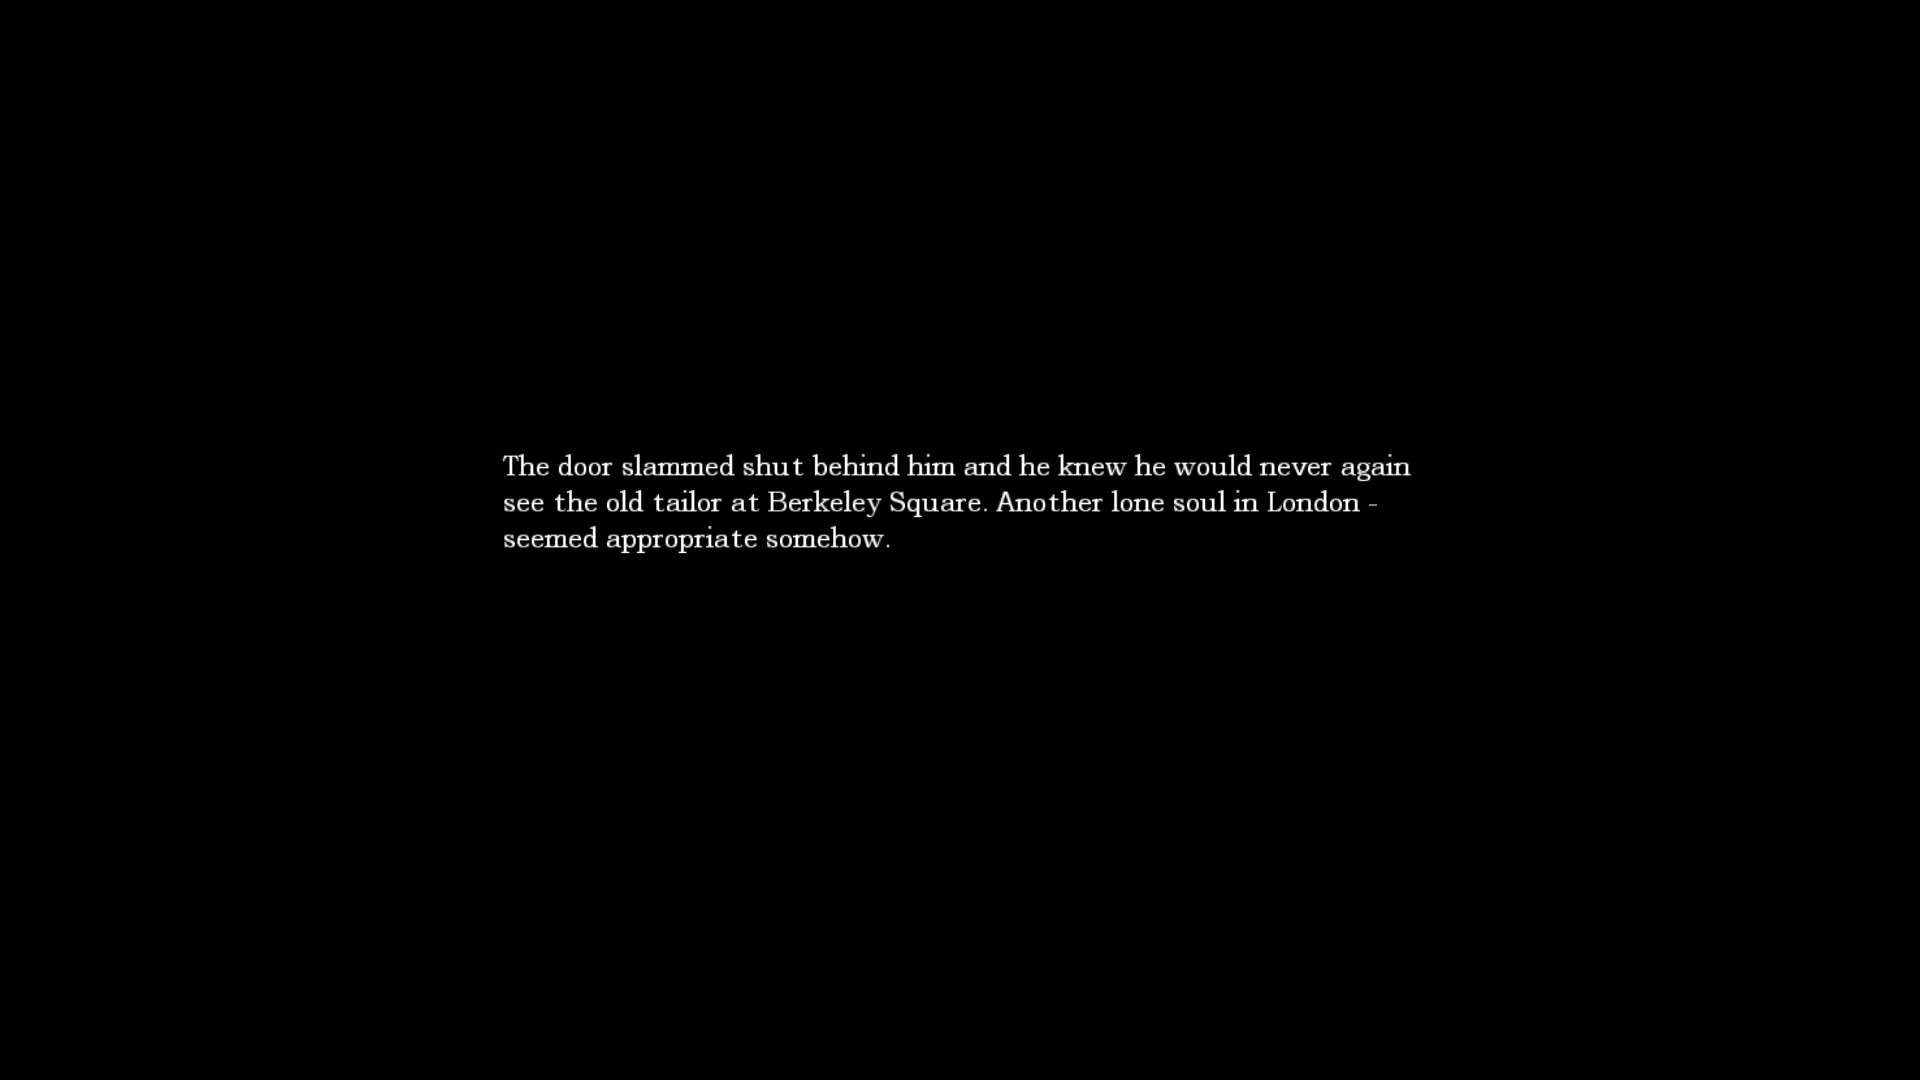 The door slammed shut behind him and he knew he would never again
see the old tailor at Berkeley Square. Another lone soul in London -
seemed appropriate somehow.